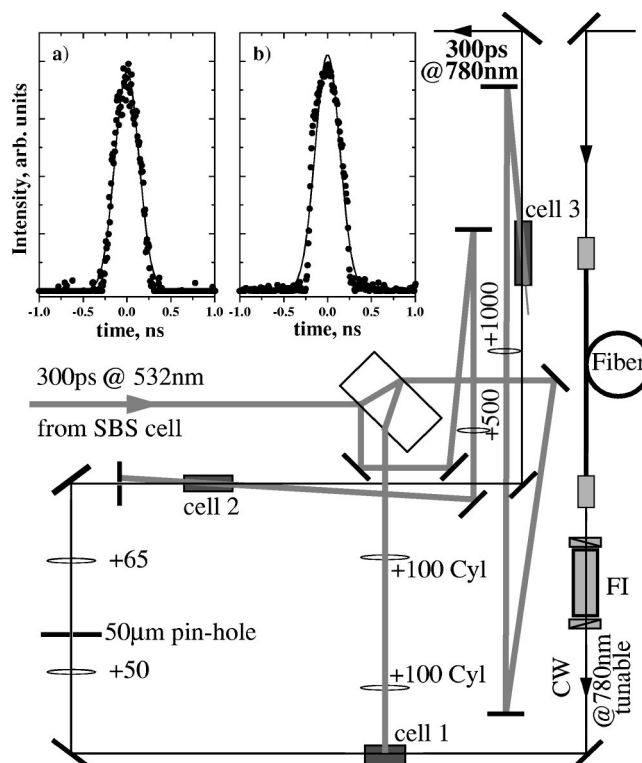 a)
b)
Intensity, arb. units
-1.0
-0.5
0.0
0.5
1.0
-1.0
-0.5
0.0
0.5
1.0
time, ns
time, ns
300ps
@780nm
cell 3
+1000
+500
Fiber
300ps @ 532nm
from SBS cell
cell 2
+65
+100 Cyl
FI
50μm pin-hole
+50
+100 Cyl
CW
@780nm
tunable
cell 1